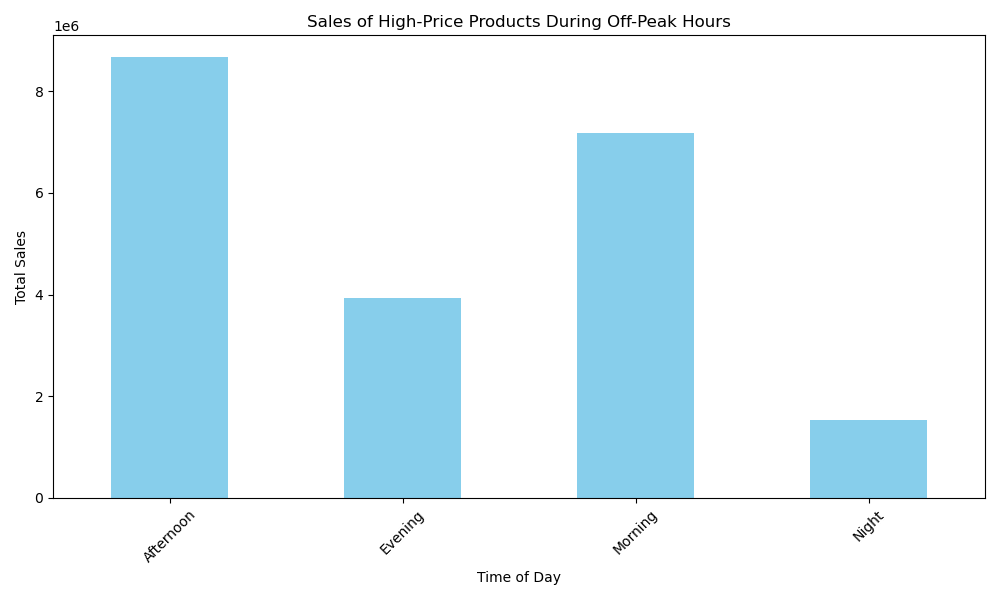 Sales of High-Price Products During Off-Peak Hours
1e6
8
6
4
2
0
Total Sales
Afternoon
Evening
Morning
Night
Time of Day